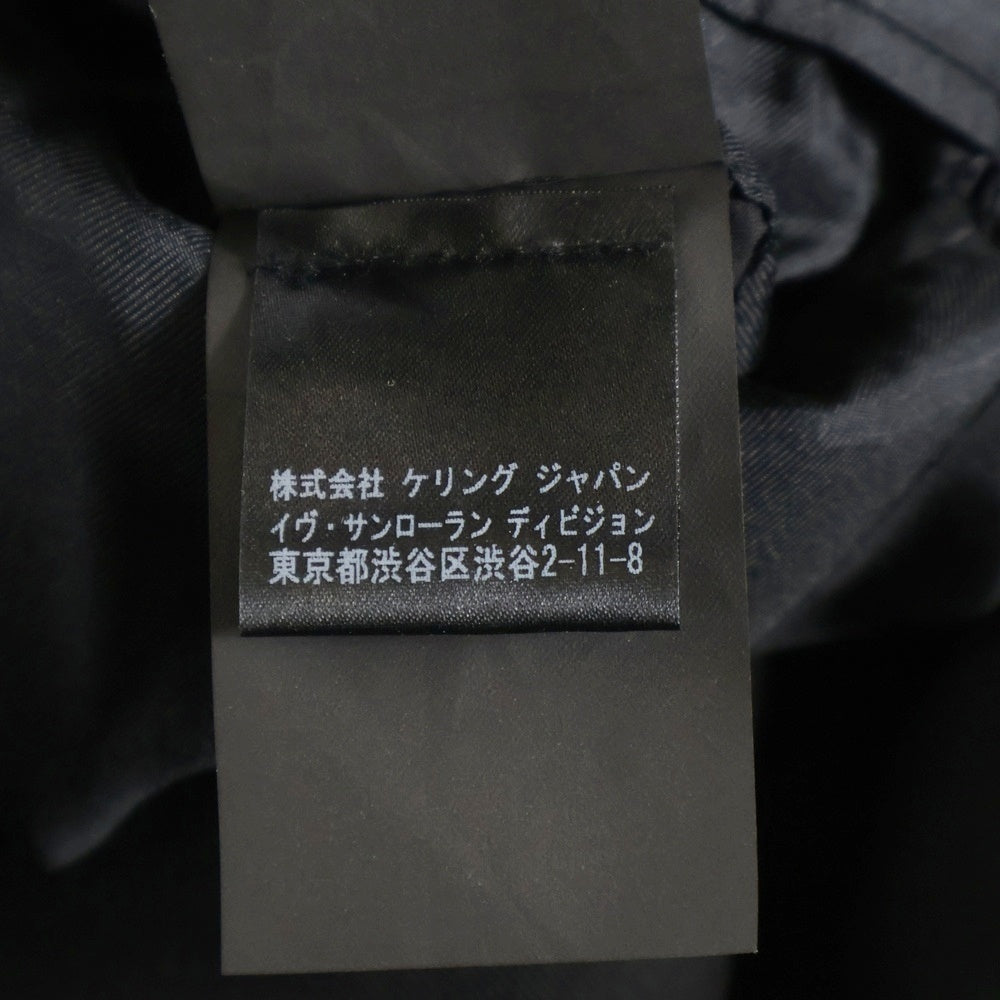 株式会社 ケリング ジャパン
イヴ・サンローラン ディビジョン
東京都渋谷区渋谷2-11-8